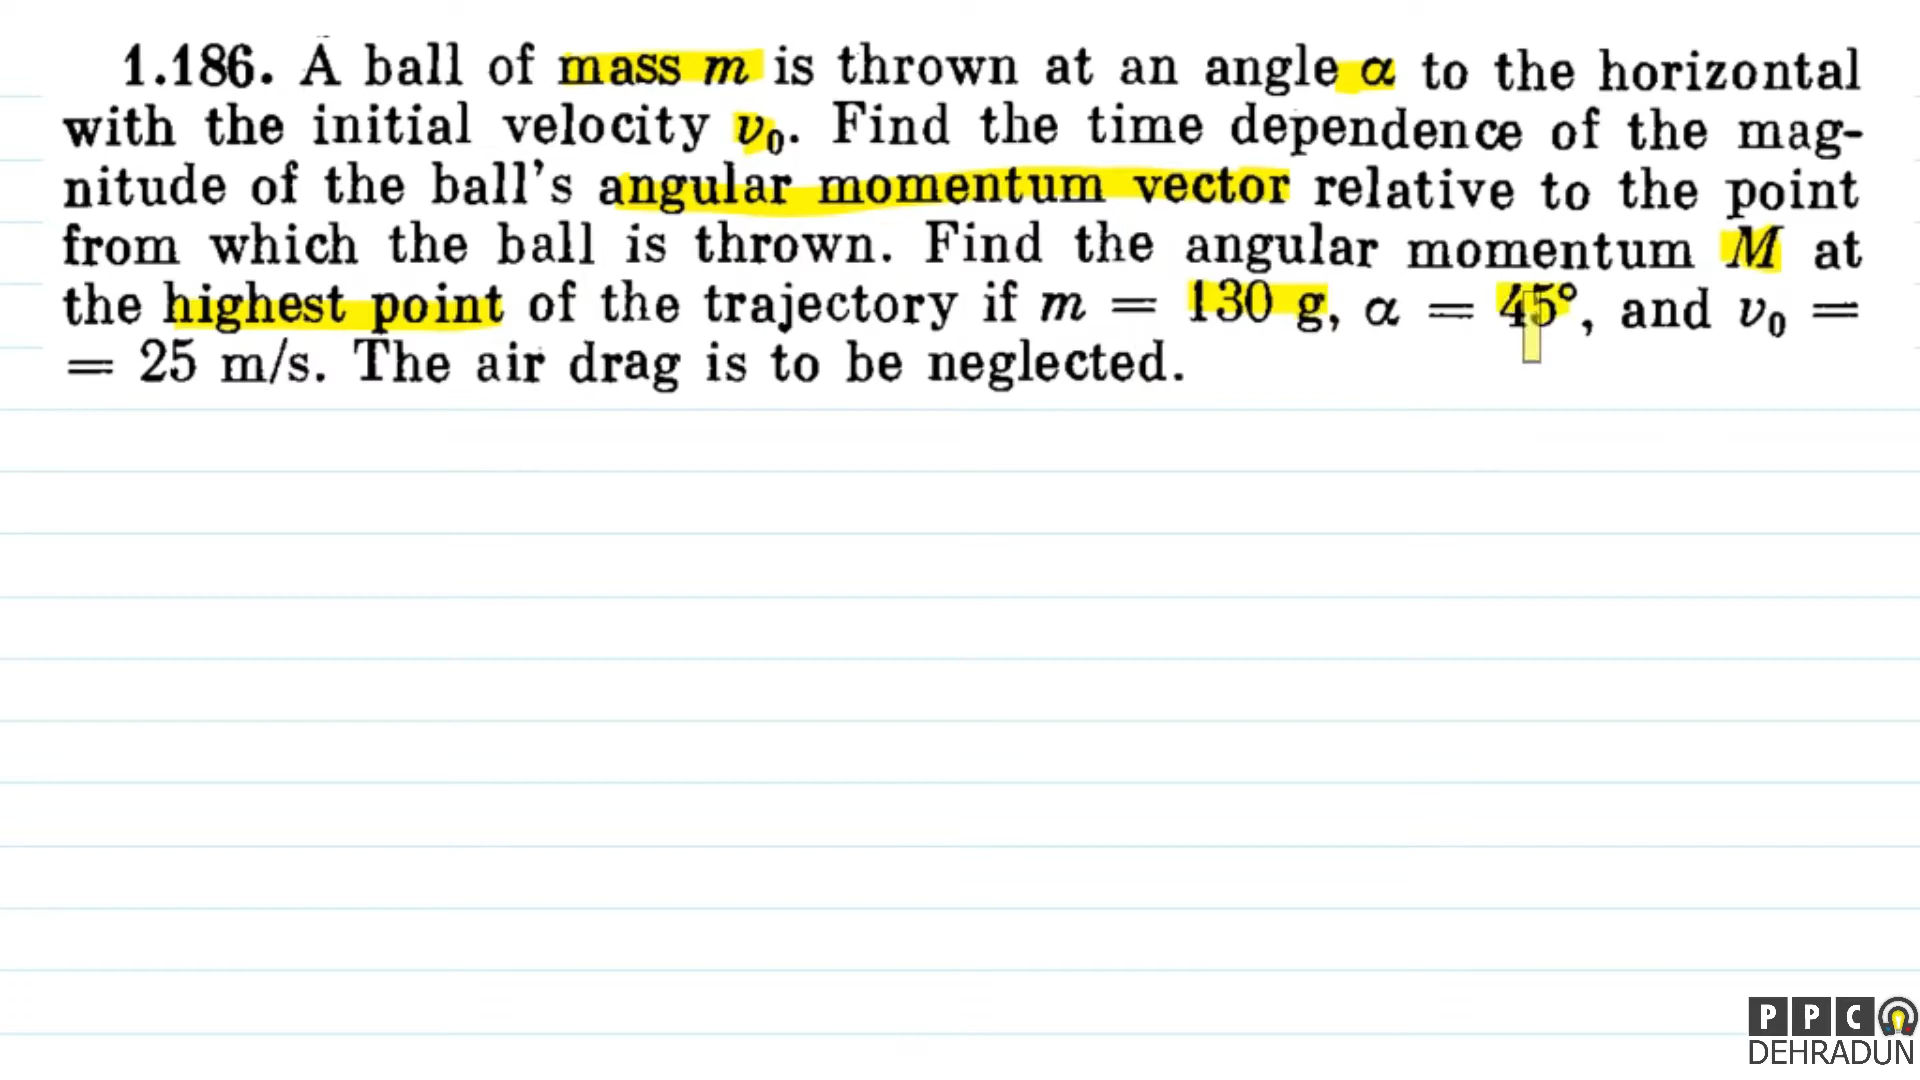 1.186. A ball of mass m is thrown at an angle α to the horizontal
with the initial velocity v₀. Find the time dependence of the mag-
nitude of the ball's angular momentum vector relative to the point
from which the ball is thrown. Find the angular momentum M at
the highest point of the trajectory if m = 130 g, α = 45°, and v₀ =
= 25 m/s. The air drag is to be neglected.
PPC
DEHRADUN